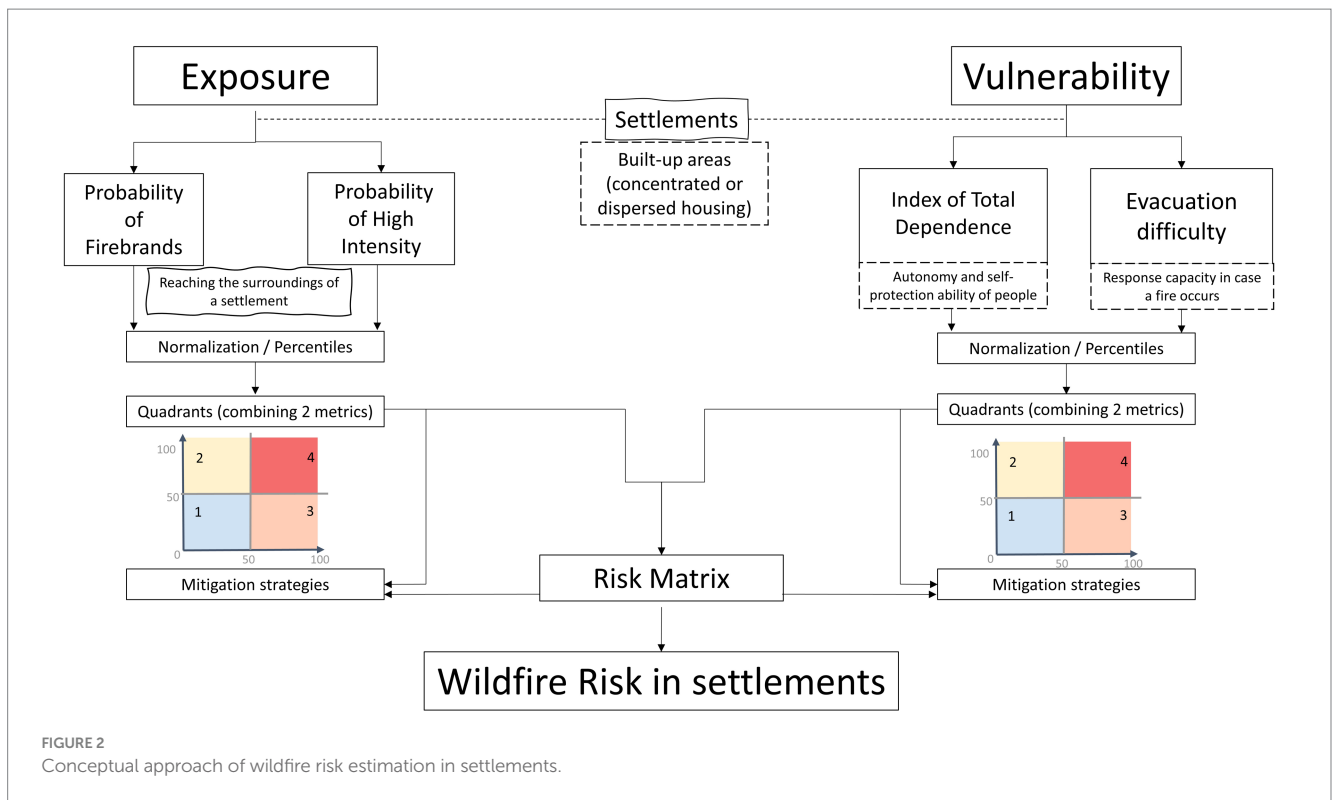 Exposure
Vulnerability
Settlements
Built-up areas
(concentrated or
dispersed housing)
Probability
of
Firebrands
Probability
of High
Intensity
Reaching the surroundings of
a settlement
Index of Total
Dependence
Autonomy and self-
protection ability of people
Evacuation
difficulty
Response capacity in case
a fire occurs
Normalization / Percentiles
Normalization / Percentiles
Quadrants (combining 2 metrics)
Quadrants (combining 2 metrics)
100
2
4
50
1
3
0
50
100
100
2
4
50
1
3
0
50
100
Mitigation strategies
Risk Matrix
Mitigation strategies
Wildfire Risk in settlements
FIGURE 2
Conceptual approach of wildfire risk estimation in settlements.